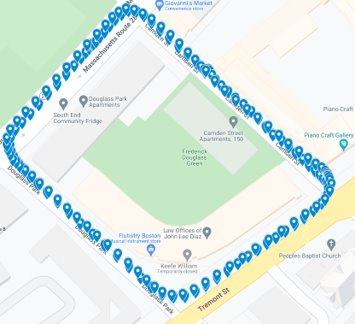 Giovanni's Market
Convenience store
Massachusetts Route 28
Douglass Park
Apartments
South End
Community Fridge
Camden Street
Apartments, 150
Piano Craft
Piano Craft Gallery
Frederick
Douglass
Green
Douglass Park
Law Offices of
John Lee Diaz
Flutistry Boston
Musical instrument store
Keefe William
Temporarily closed
Peoples Baptist Church
Douglass Park
Tremont St